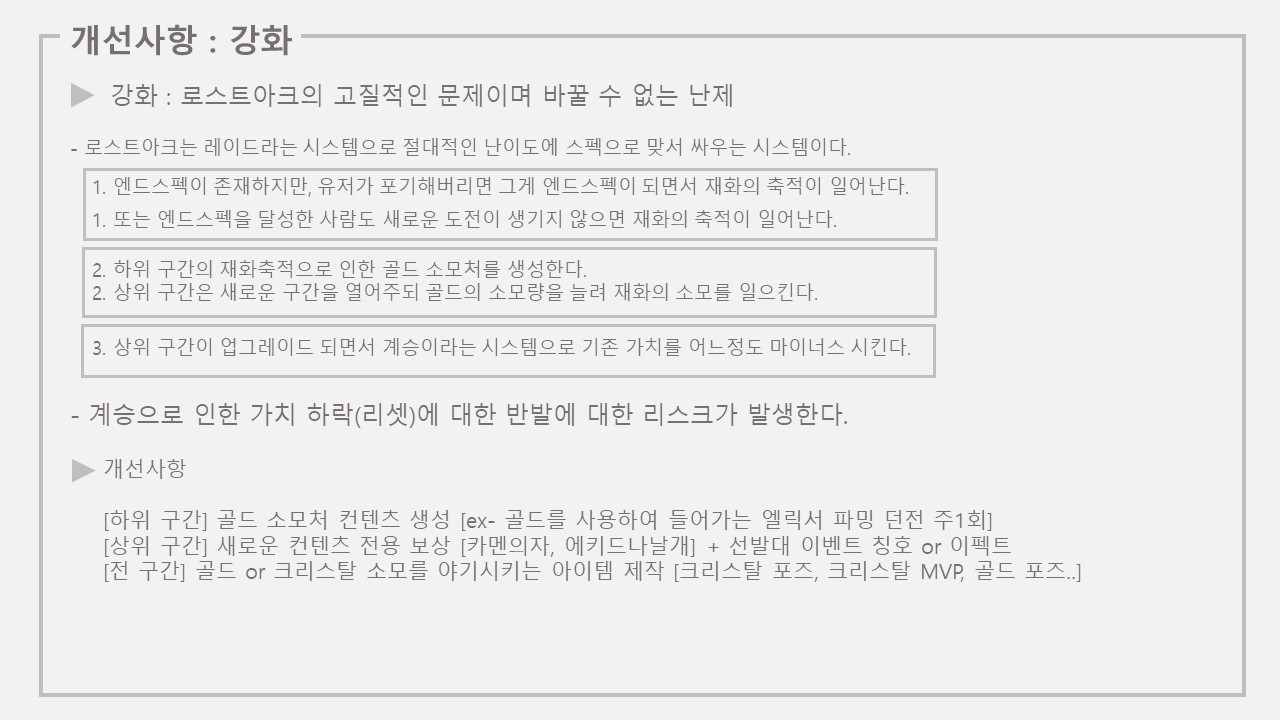 개선사항 : 강화
강화 : 로스트아크의 고질적인 문제이며 바꿀 수 없는 난제
- 로스트아크는 레이드라는 시스템으로 절대적인 난이도에 스펙으로 맞서 싸우는 시스템이다.
1. 엔드스펙이 존재하지만, 유저가 포기해버리면 그게 엔드스펙이 되면서 재화의 축적이 일어난다.
1. 또는 엔드스펙을 달성한 사람도 새로운 도전이 생기지 않으면 재화의 축적이 일어난다.
2. 하위 구간의 재화축적으로 인한 골드 소모처를 생성한다.
2. 상위 구간은 새로운 구간을 열어주되 골드의 소모량을 늘려 재화의 소모를 일으킨다.
3. 상위 구간이 업그레이드 되면서 계승이라는 시스템으로 기존 가치를 어느정도 마이너스 시킨다.
- 계승으로 인한 가치 하락(리셋)에 대한 반발에 대한 리스크가 발생한다.
개선사항
[하위 구간] 골드 소모처 컨텐츠 생성 [ex- 골드를 사용하여 들어가는 엘릭서 파밍 던전 주1회]
[상위 구간] 새로운 컨텐츠 전용 보상 [카멘의자, 에키드나날개] + 선발대 이벤트 칭호 or 이펙트
[전 구간] 골드 or 크리스탈 소모를 야기시키는 아이템 제작 [크리스탈 포즈, 크리스탈 MVP, 골드 포즈..]